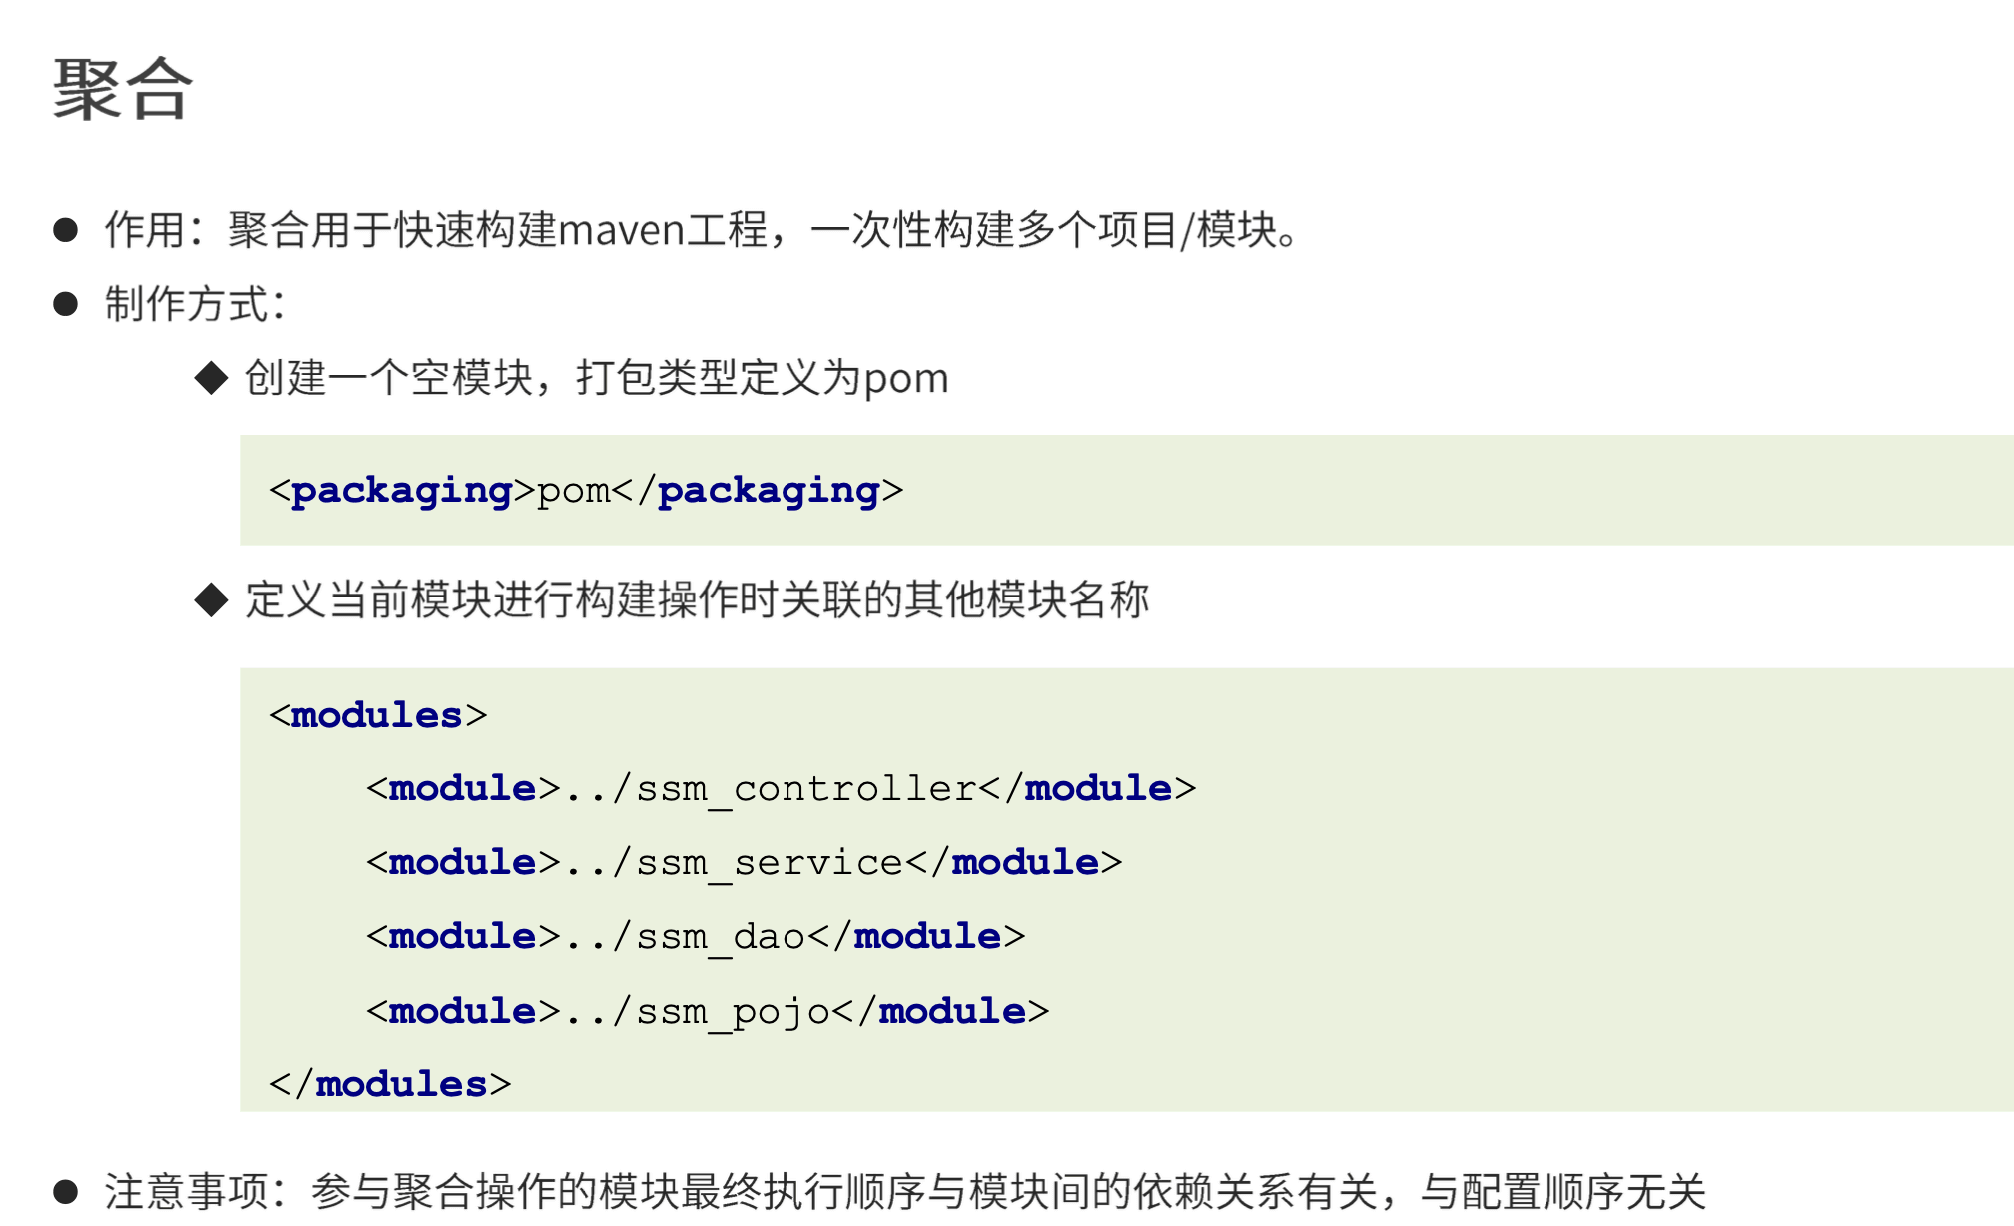 聚合
● 作用：聚合用于快速构建maven工程，一次性构建多个项目/模块。
● 制作方式：
◆ 创建一个空模块，打包类型定义为pom
<packaging>pom</packaging>
◆ 定义当前模块进行构建操作时关联的其他模块名称
<modules>
    <module>../ssm_controller</module>
    <module>../ssm_service</module>
    <module>../ssm_dao</module>
    <module>../ssm_pojo</module>
</modules>
● 注意事项：参与聚合操作的模块最终执行顺序与模块间的依赖关系有关，与配置顺序无关